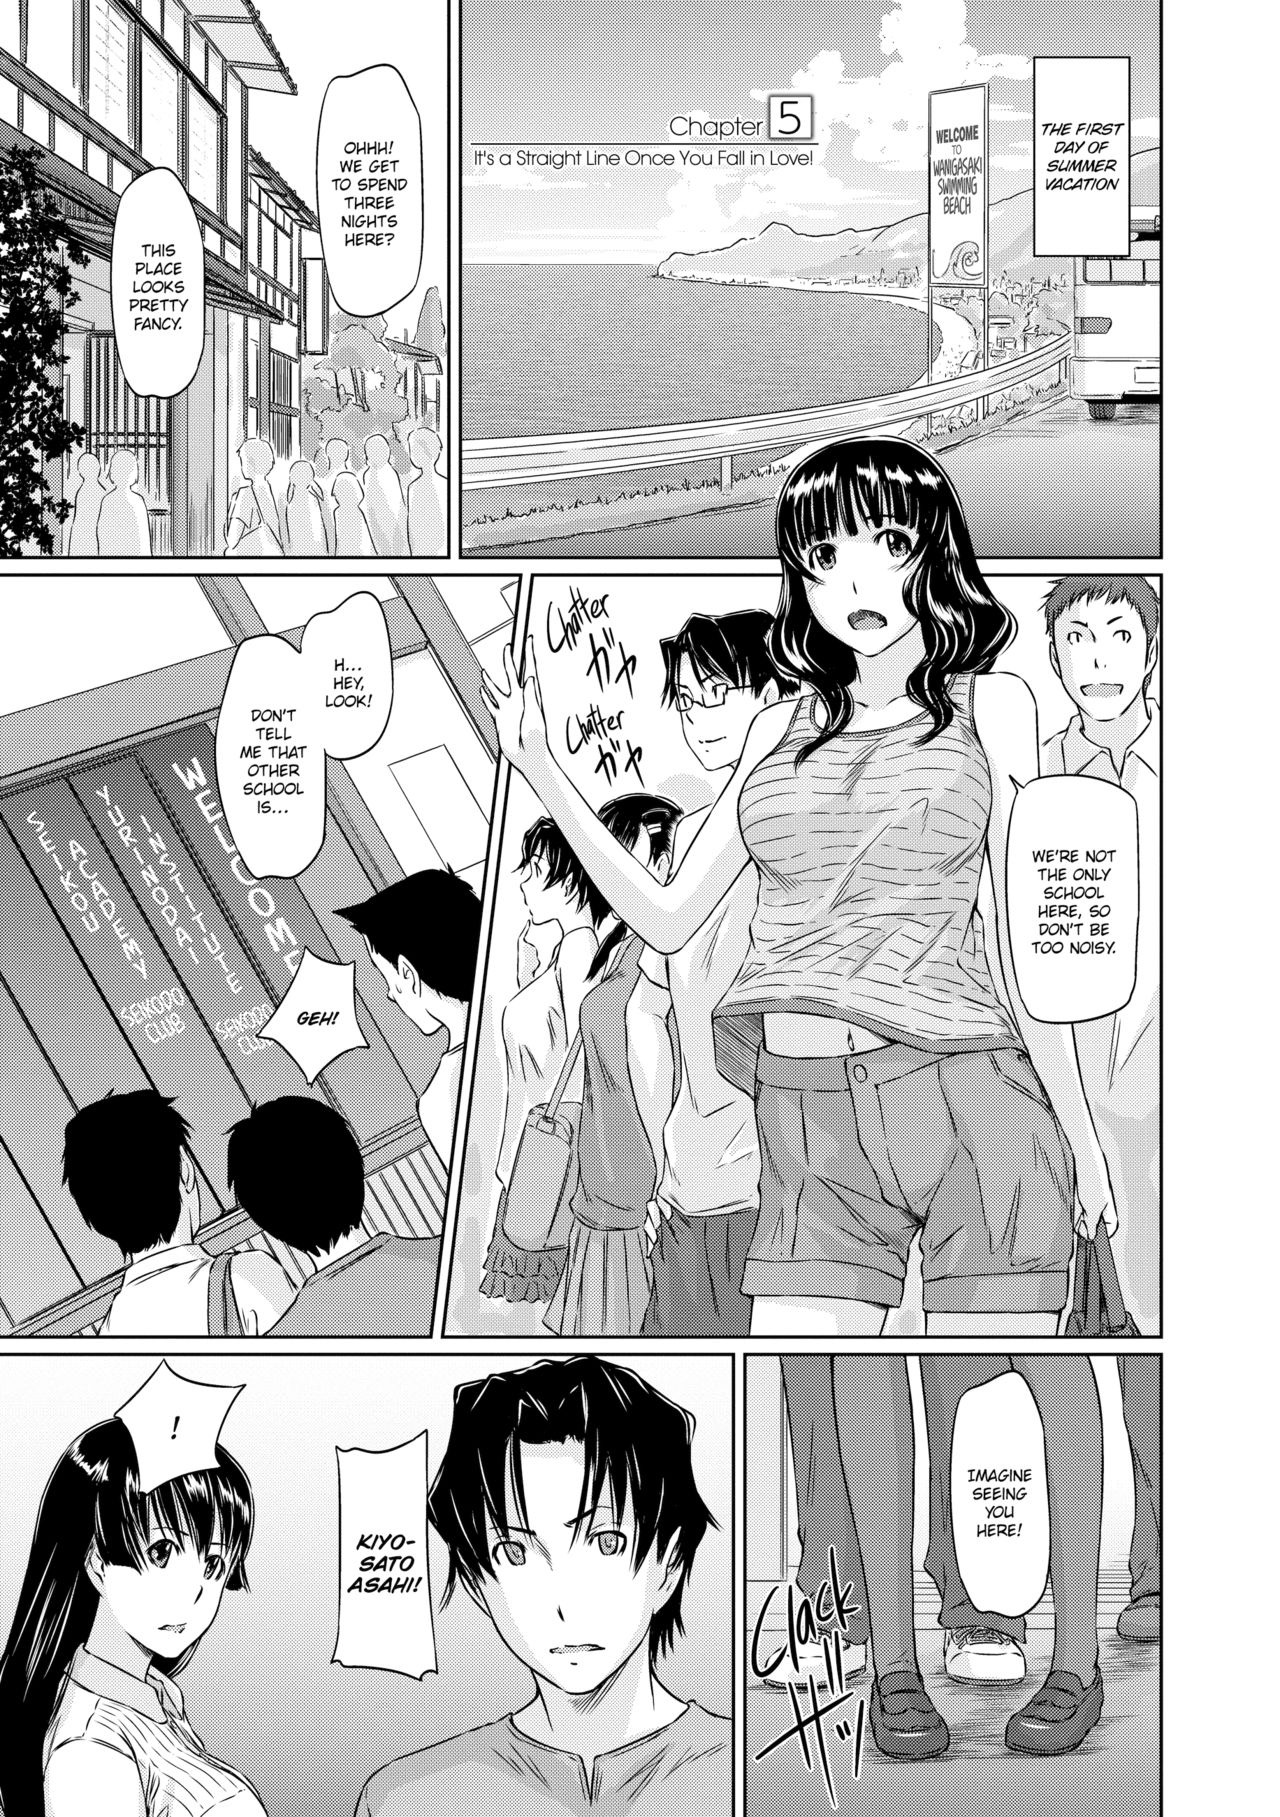 THE FIRST
DAY OF
SUMMER
VACATION
Chapter 5
It's a Straight Line Once You Fall in Love!
WELCOME
TO
WANIGASAKI
SWIMMING
BEACH
OHHH!
WE GET
TO SPEND
THREE
NIGHTS
HERE?
THIS
PLACE
LOOKS
PRETTY
FANCY.
WE'RE NOT
THE ONLY
SCHOOL
HERE, SO
DON'T BE
TOO NOISY.
Chatter
ガヤ
Chatter
ガヤ
H...
HEY,
LOOK!
DON'T
TELL
ME THAT
OTHER
SCHOOL
IS...
WELCOME
YURINODAI
INSTITUTE
SEIKODO
CLUB
SEIKOU
ACADEMY
SEIKODO
CLUB
GEH!
IMAGINE
SEEING
YOU
HERE!
Clack
ザッ!!
KIYO-
SATO
ASAHI!
!